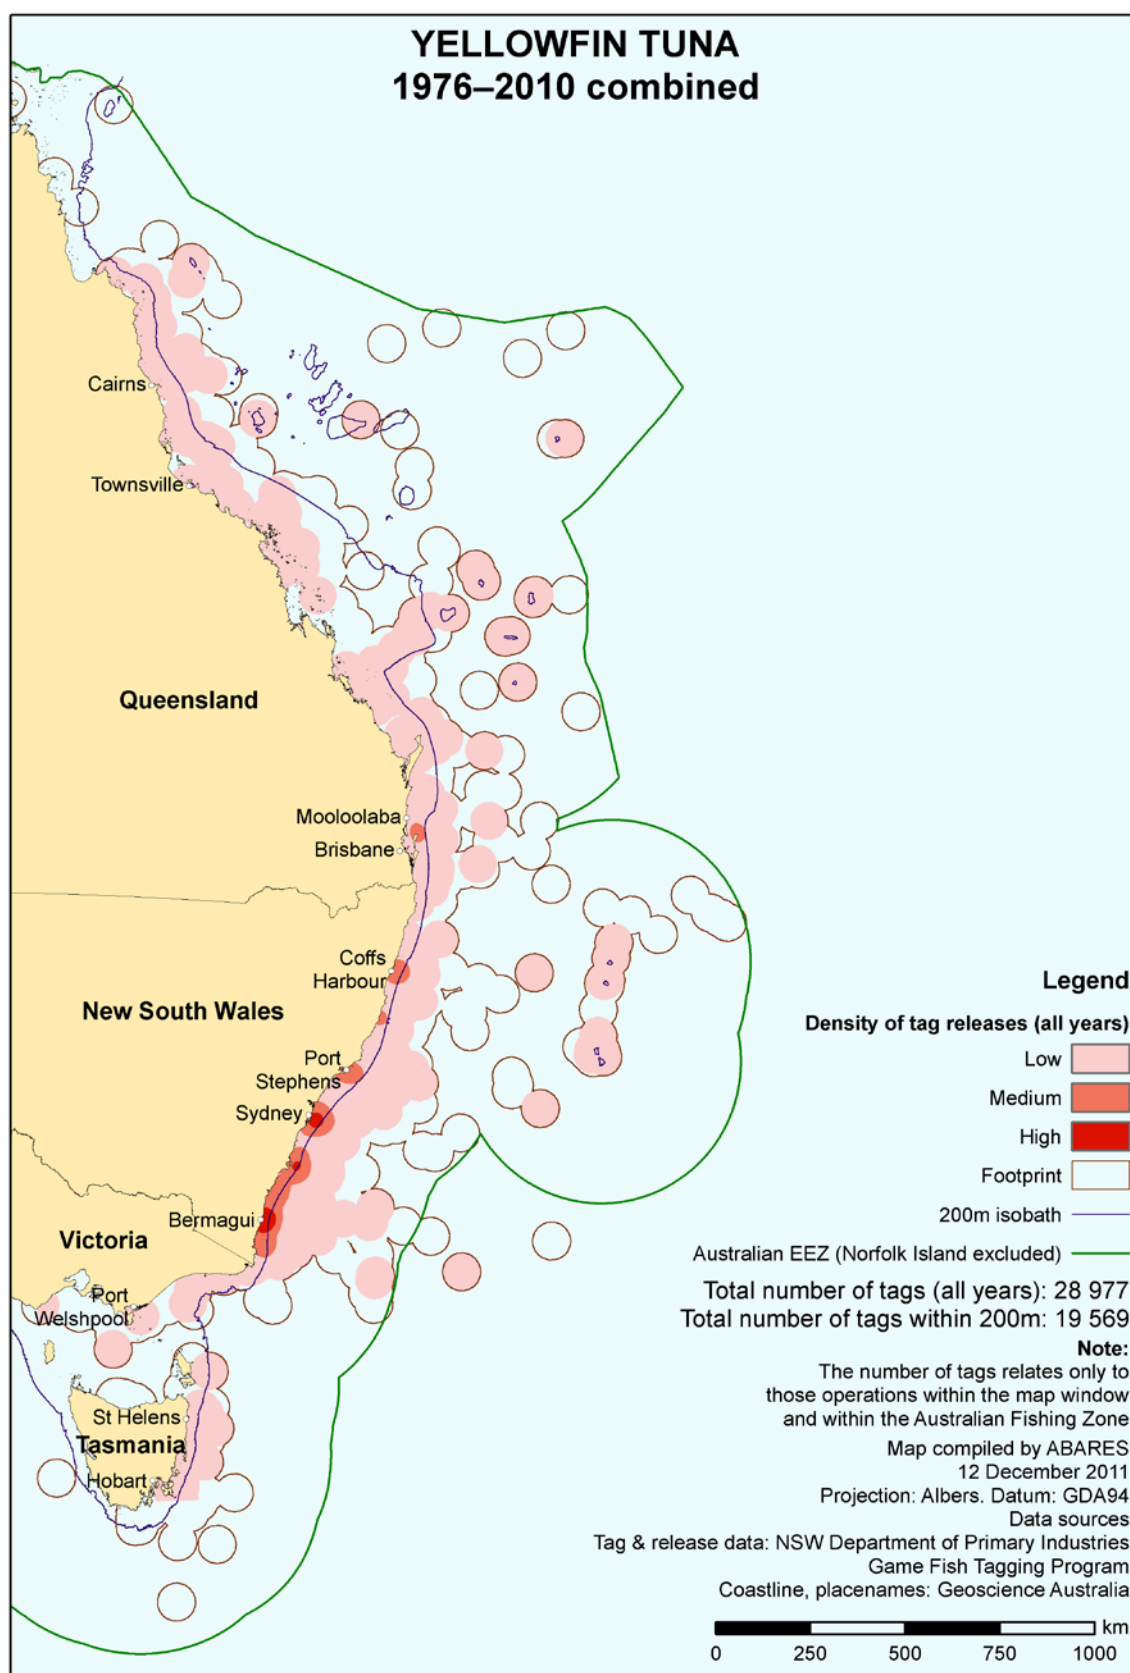 YELLOWFIN TUNA
1976–2010 combined
Cairns
Townsville
Queensland
Mooloolaba
Brisbane
Coffs
Harbour
New South Wales
Port
Stephens
Sydney
Bermagui
Victoria
Port
Welshpool
St Helens
Tasmania
Hobart
Legend
Density of tag releases (all years)
Low
Medium
High
Footprint
200m isobath
Australian EEZ (Norfolk Island excluded)
Total number of tags (all years): 28 977
Total number of tags within 200m: 19 569
Note:
The number of tags relates only to
those operations within the map window
and within the Australian Fishing Zone
Map compiled by ABARES
12 December 2011
Projection: Albers. Datum: GDA94
Data sources
Tag & release data: NSW Department of Primary Industries
Game Fish Tagging Program
Coastline, placenames: Geoscience Australia
km
0 250 500 750 1000